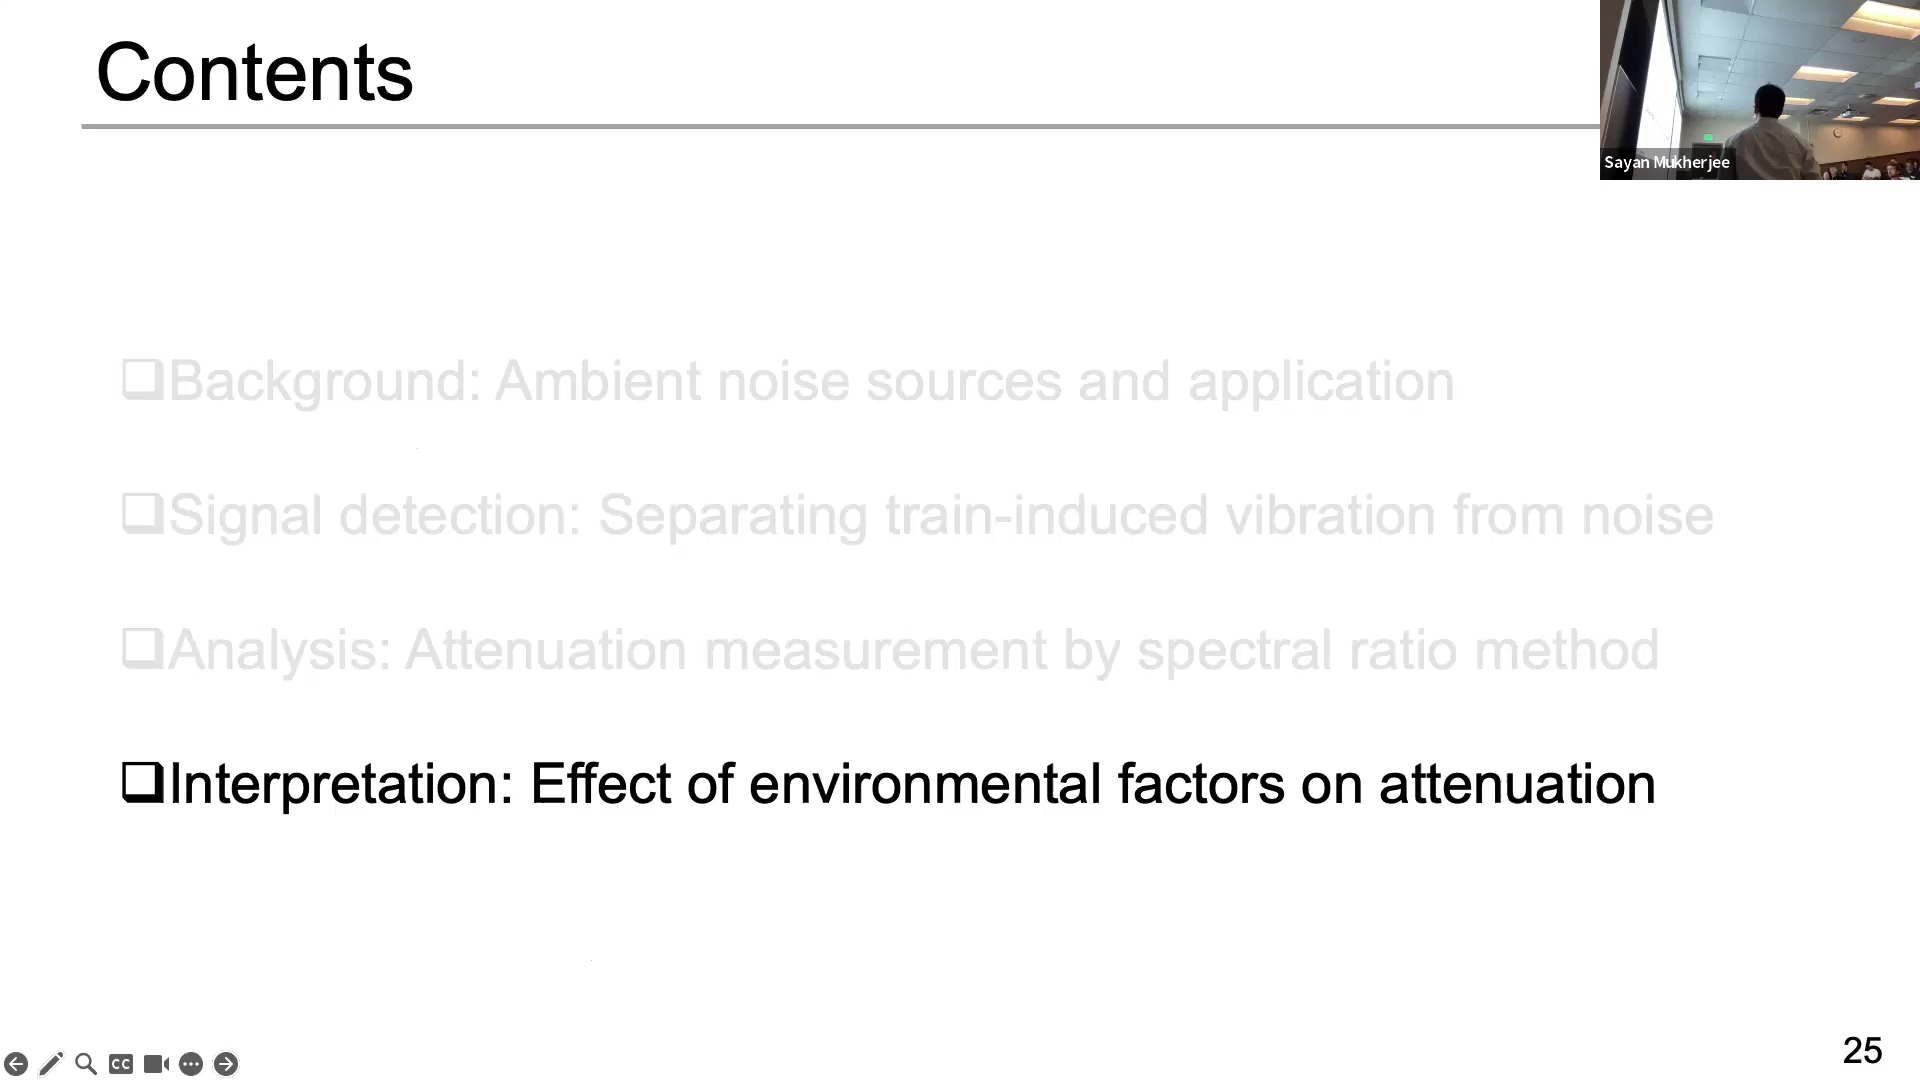 Contents
Sayan Mukherjee
Background: Ambient noise sources and application
Signal detection: Separating train-induced vibration from noise
Analysis: Attenuation measurement by spectral ratio method
Interpretation: Effect of environmental factors on attenuation
CC
25